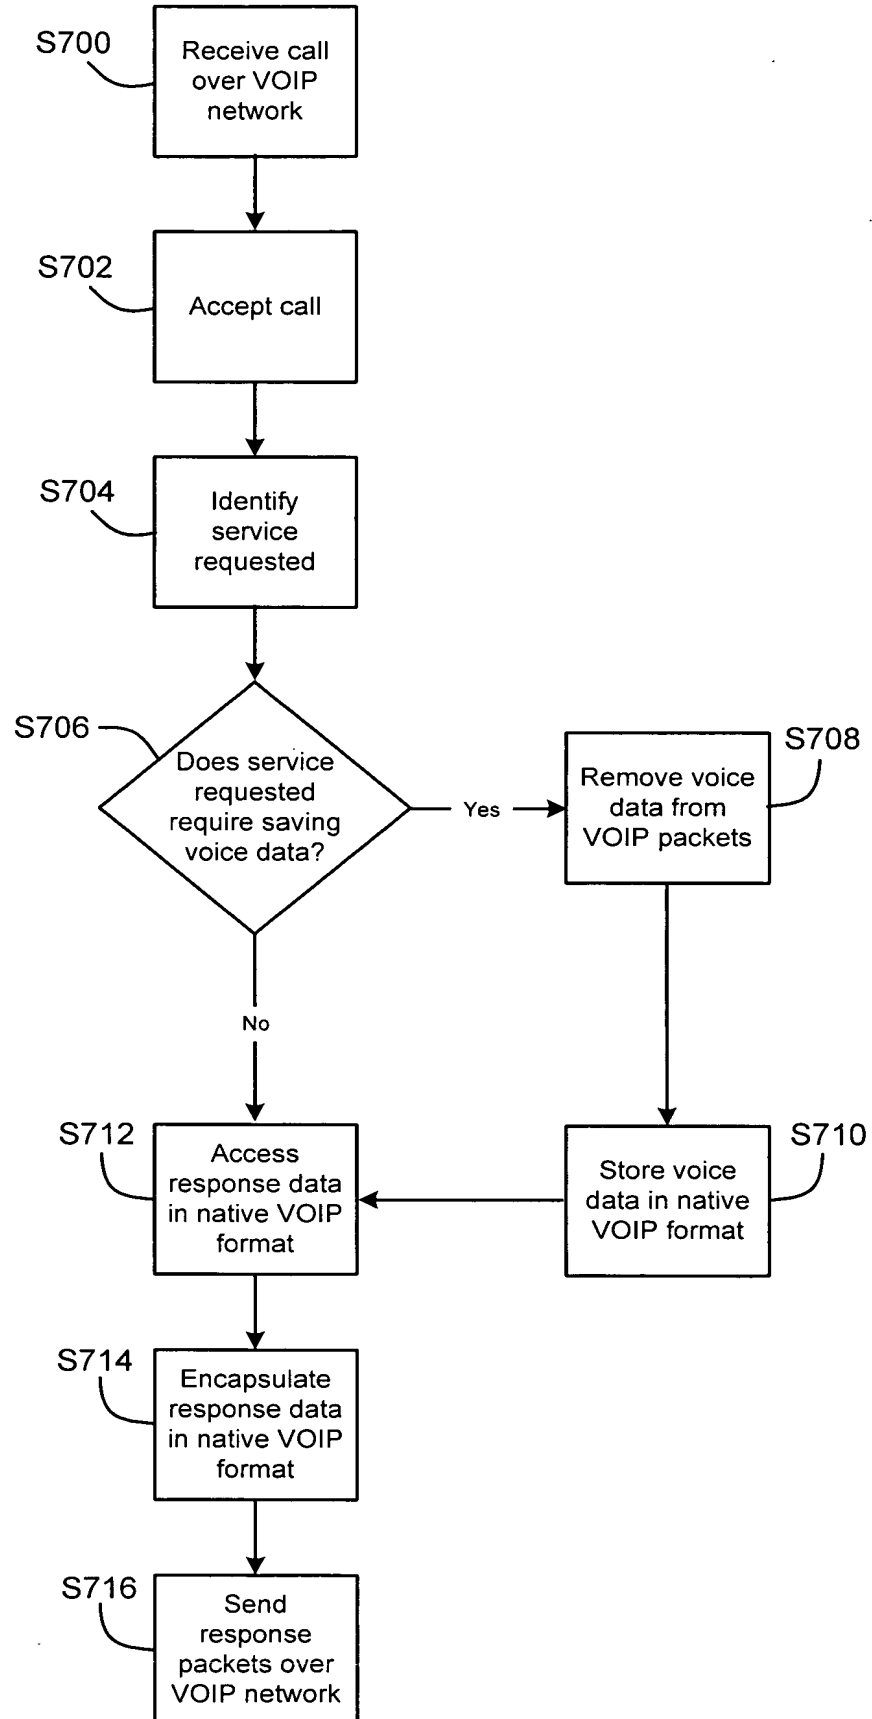 S700
Receive call
over VOIP
network
S702
Accept call
S704
Identify
service
requested
S706
Does service
requested
require saving
voice data?
Yes
S708
Remove voice
data from
VOIP packets
No
S712
Access
response data
in native VOIP
format
S710
Store voice
data in native
VOIP format
S714
Encapsulate
response data
in native VOIP
format
S716
Send
response
packets over
VOIP network